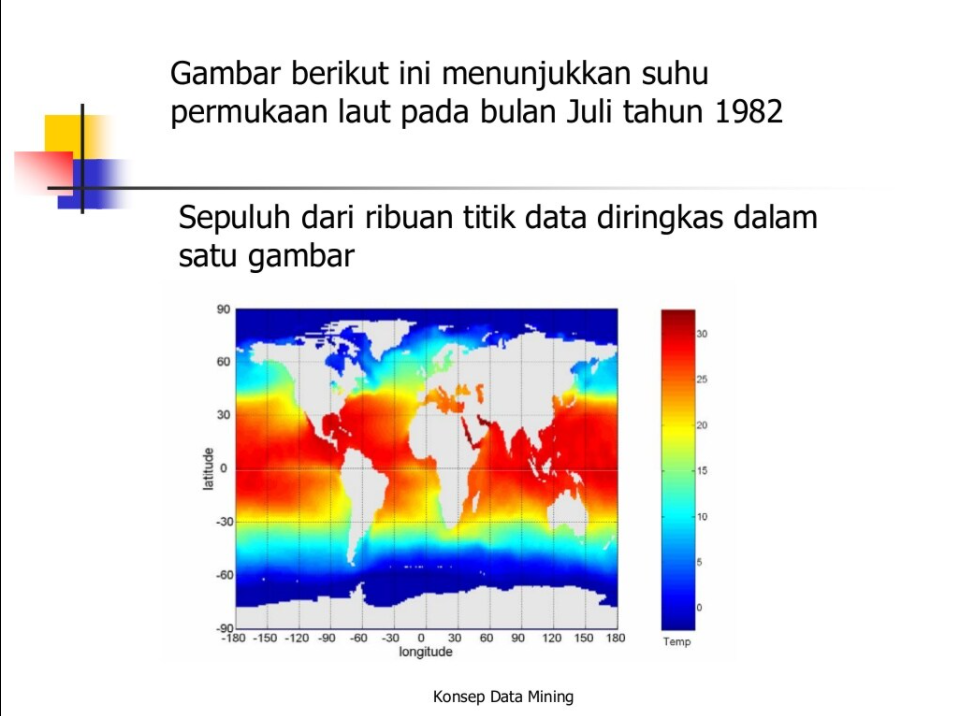 Gambar berikut ini menunjukkan suhu
permukaan laut pada bulan Juli tahun 1982
Sepuluh dari ribuan titik data diringkas dalam
satu gambar
90
60
30
0
-30
-60
-90
latitude
-180 -150 -120 -90 -60 -30 0 30 60 90 120 150 180
longitude
30
25
20
15
10
5
0
Temp
Konsep Data Mining